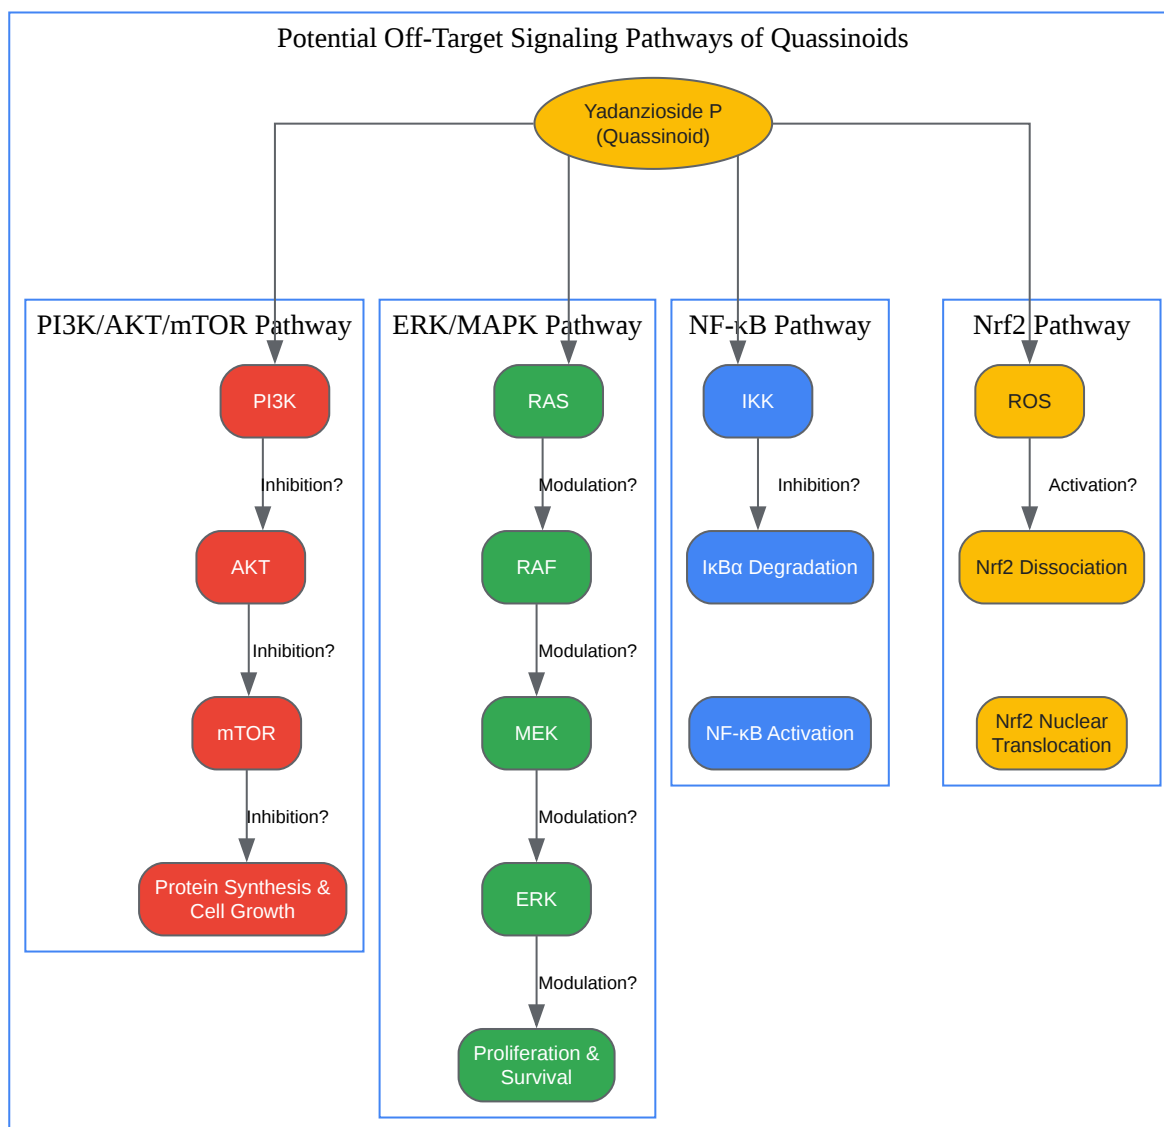 Potential Off-Target Signaling Pathways of Quassinoids
Yadanzioside P
(Quassinoid)
PI3K/AKT/mTOR Pathway
PI3K
Inhibition?
AKT
Inhibition?
mTOR
Inhibition?
Protein Synthesis &
Cell Growth
ERK/MAPK Pathway
RAS
Modulation?
RAF
Modulation?
MEK
Modulation?
ERK
Modulation?
Proliferation &
Survival
NF-κB Pathway
IKK
Inhibition?
IκBα Degradation
NF-κB Activation
Nrf2 Pathway
ROS
Activation?
Nrf2 Dissociation
Nrf2 Nuclear
Translocation